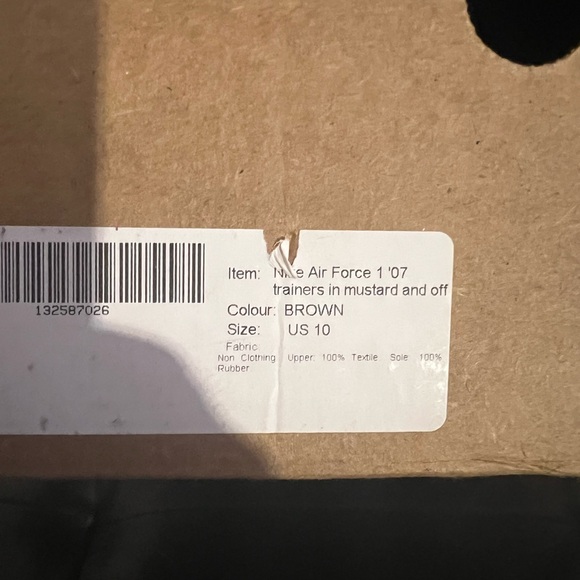 132587026
Item: Nike Air Force 1 '07
trainers in mustard and off
Colour: BROWN
Size: US 10
Fabric
Non Clothing Upper: 100% Textile Sole: 100%
Rubber